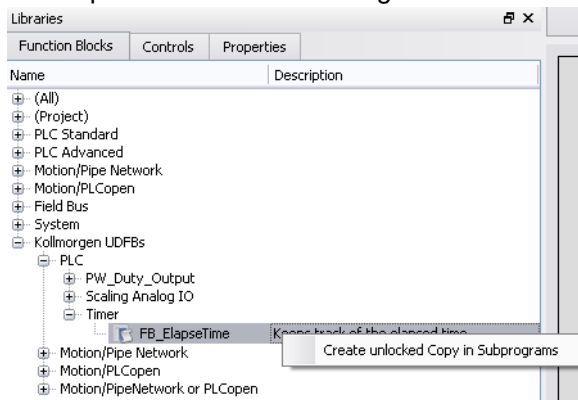 Libraries
Function Blocks Controls Properties
Name Description
(All)
(Project)
PLC Standard
PLC Advanced
Motion/Pipe Network
Motion/PLCopen
Field Bus
System
Kollmorgen UDFBs
PLC
PW_Duty_Output
Scaling Analog IO
Timer
FB_ElapseTime Keeps track of the elapsed time
Create unlocked Copy in Subprograms
Motion/Pipe Network
Motion/PLCopen
Motion/PipeNetwork or PLCopen